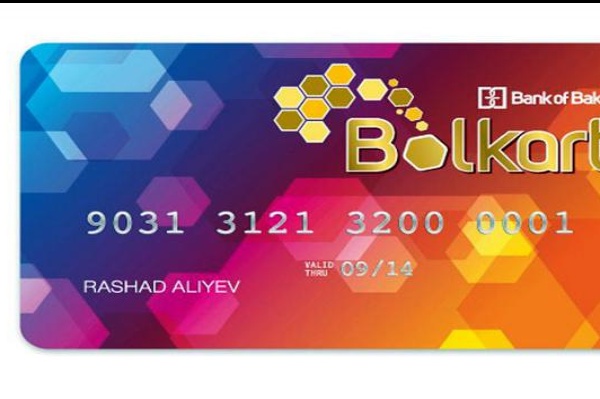 Bank of Bak
Bolkart
9031 3121 3200 0001
VALID
THRU 09/14
RASHAD ALIYEV